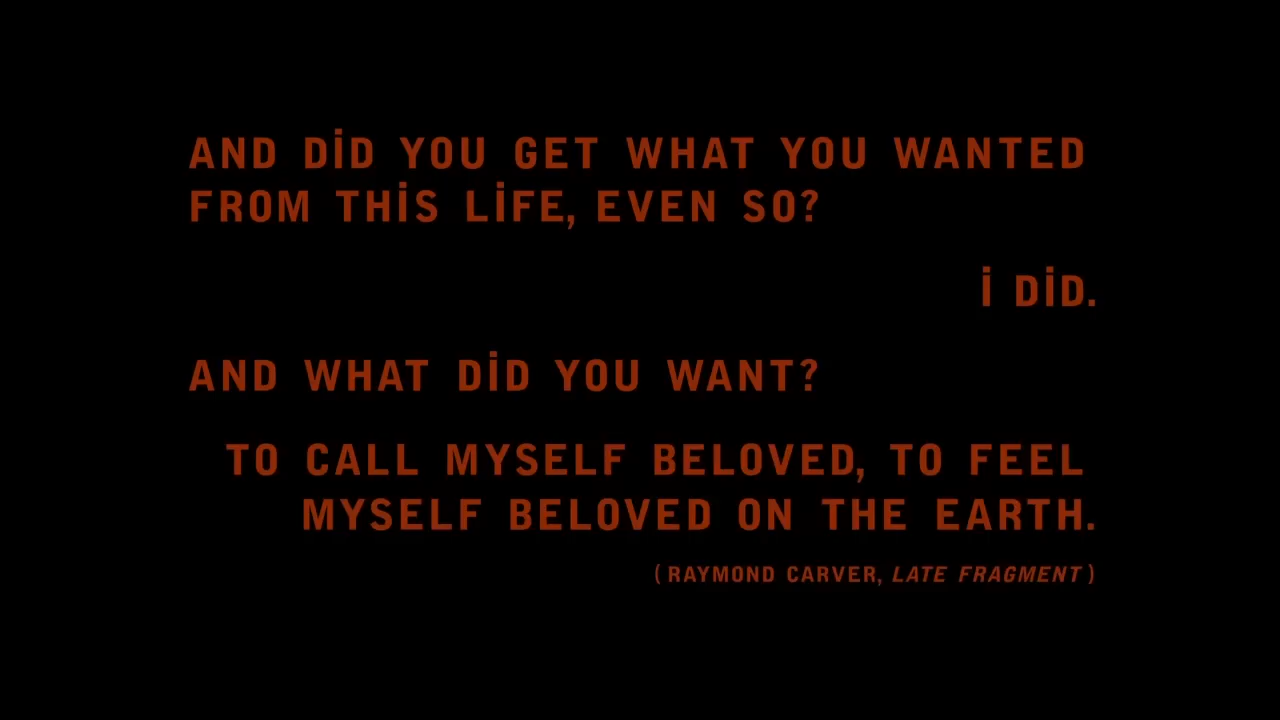 AND DİD YOU GET WHAT YOU WANTED
FROM THİS LİFE, EVEN SO?
İ DİD.
AND WHAT DİD YOU WANT?
TO CALL MYSELF BELOVED, TO FEEL
MYSELF BELOVED ON THE EARTH.
(RAYMOND CARVER, LATE FRAGMENT)